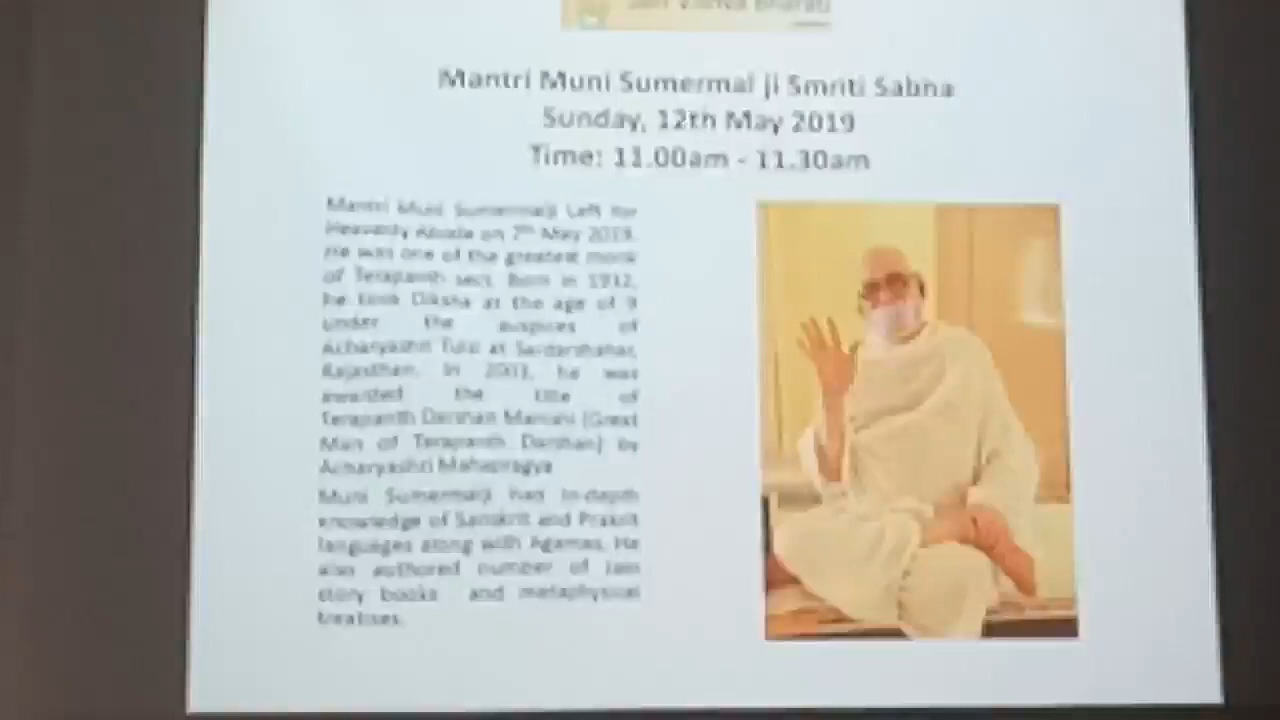 Jain Vishva Bharati
Mantri Muni Sumermal ji Smriti Sabha
Sunday, 12th May 2019
Time: 11.00am - 11.30am
Mantri Muni Sumermalji Left for
Heavenly Abode on 7th May 2019.
He was one of the greatest monk
of Terapanth sect. Born in 1932,
he took Diksha at the age of 9
under the auspices of
Acharyashri Tulsi at Sardarshahar,
Rajasthan. In 2003, he was
awarded the title of
Terapanth Darshan Manishi (Great
Man of Terapanth Darshan) by
Acharyashri Mahapragya
Muni Sumermalji had in-depth
knowledge of Sanskrit and Prakrit
languages along with Agamas. He
also authored number of Jain
story books and metaphysical
treatises.